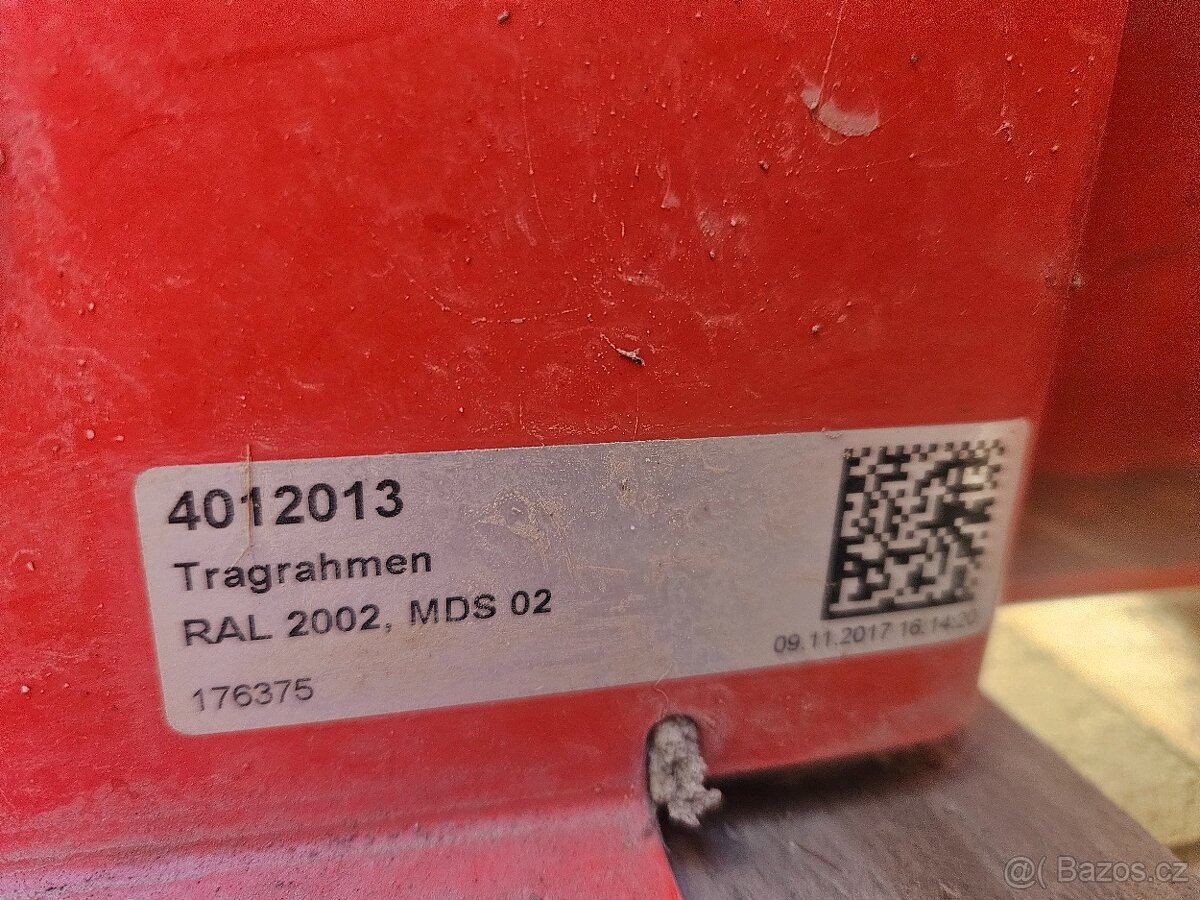 4012013
Tragrahmen
RAL 2002, MDS 02
09.11.2017 16:14:20
176375
@( Bazos.cz